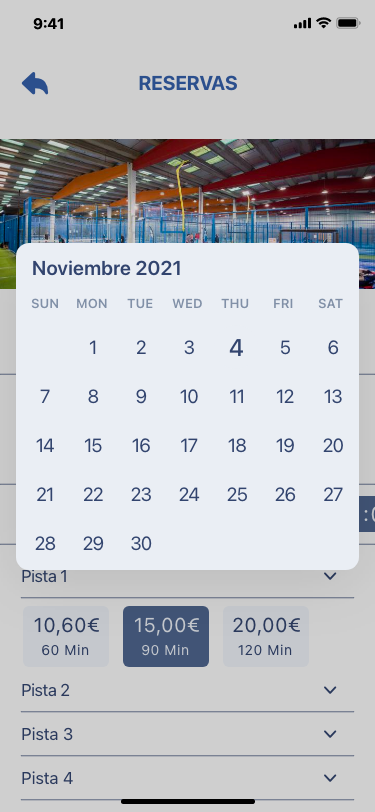 9:41
RESERVAS
Noviembre 2021
SUN MON TUE WED THU FRI SAT
1 2 3 4 5 6
7 8 9 10 11 12 13
14 15 16 17 18 19 20
21 22 23 24 25 26 27
28 29 30
Pista 1
10,60€ 15,00€ 20,00€
60 Min 90 Min 120 Min
Pista 2
Pista 3
Pista 4